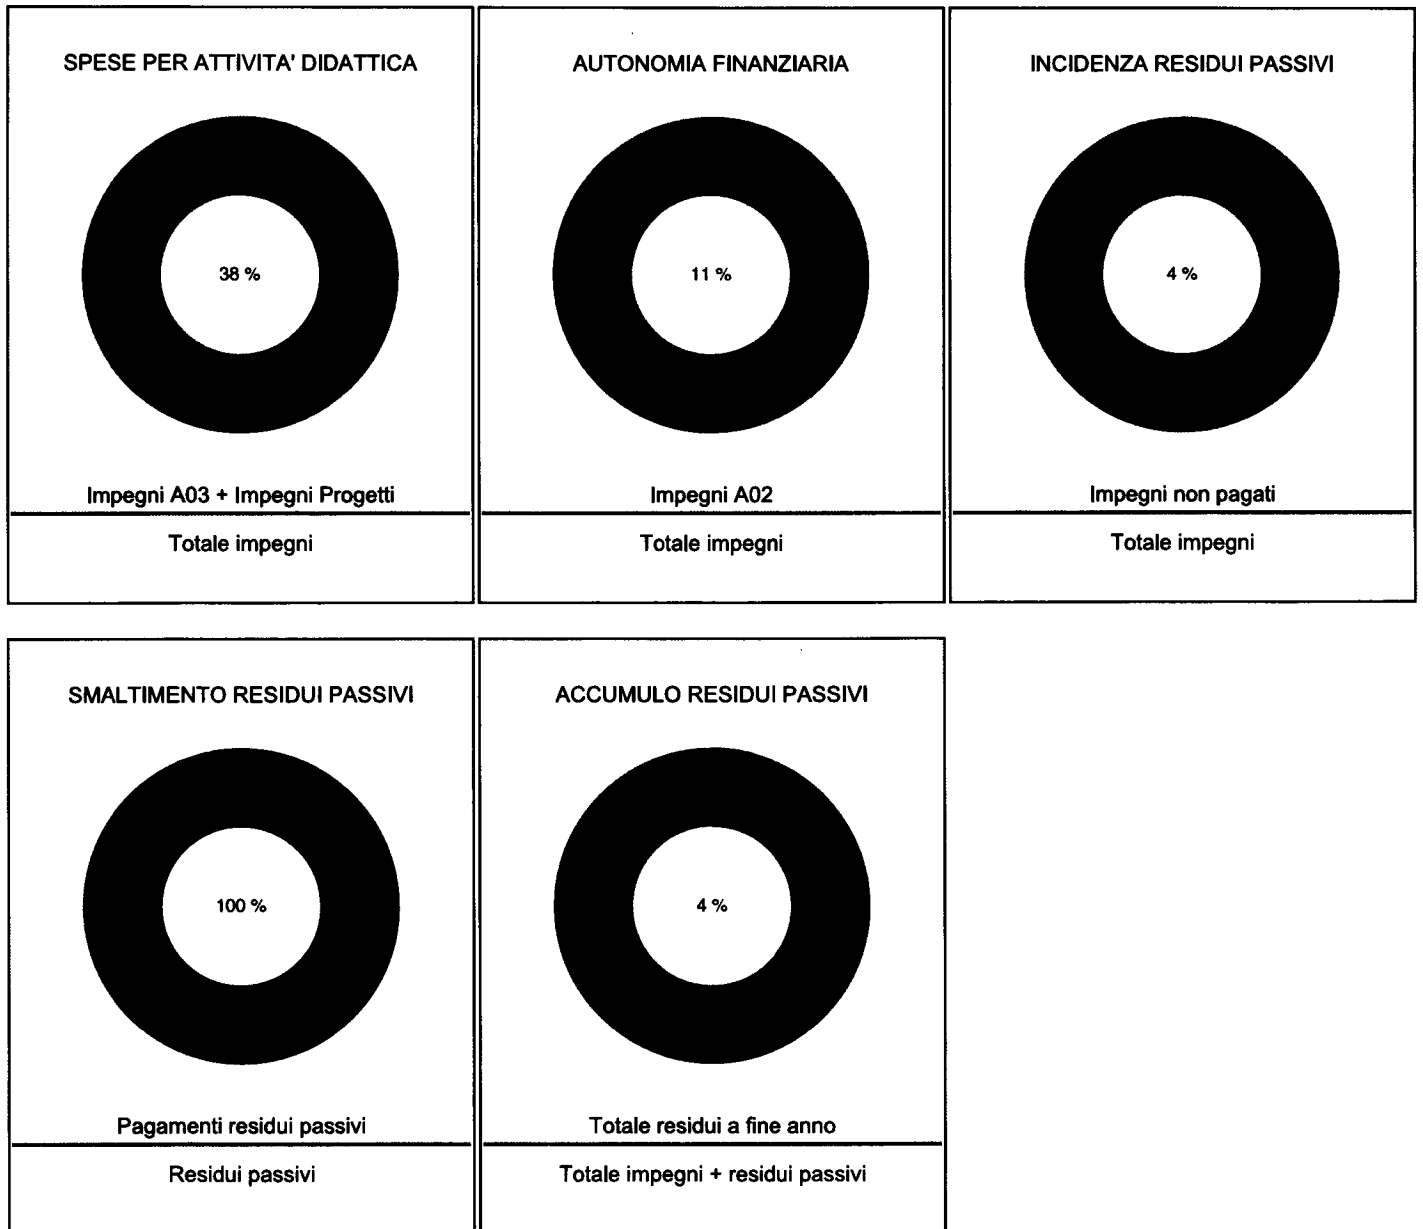 SPESE PER ATTIVITA' DIDATTICA
38 %
Impegni A03 + Impegni Progetti
Totale impegni
AUTONOMIA FINANZIARIA
11 %
Impegni A02
Totale impegni
INCIDENZA RESIDUI PASSIVI
4 %
Impegni non pagati
Totale impegni
SMALTIMENTO RESIDUI PASSIVI
100 %
Pagamenti residui passivi
Residui passivi
ACCUMULO RESIDUI PASSIVI
4 %
Totale residui a fine anno
Totale impegni + residui passivi